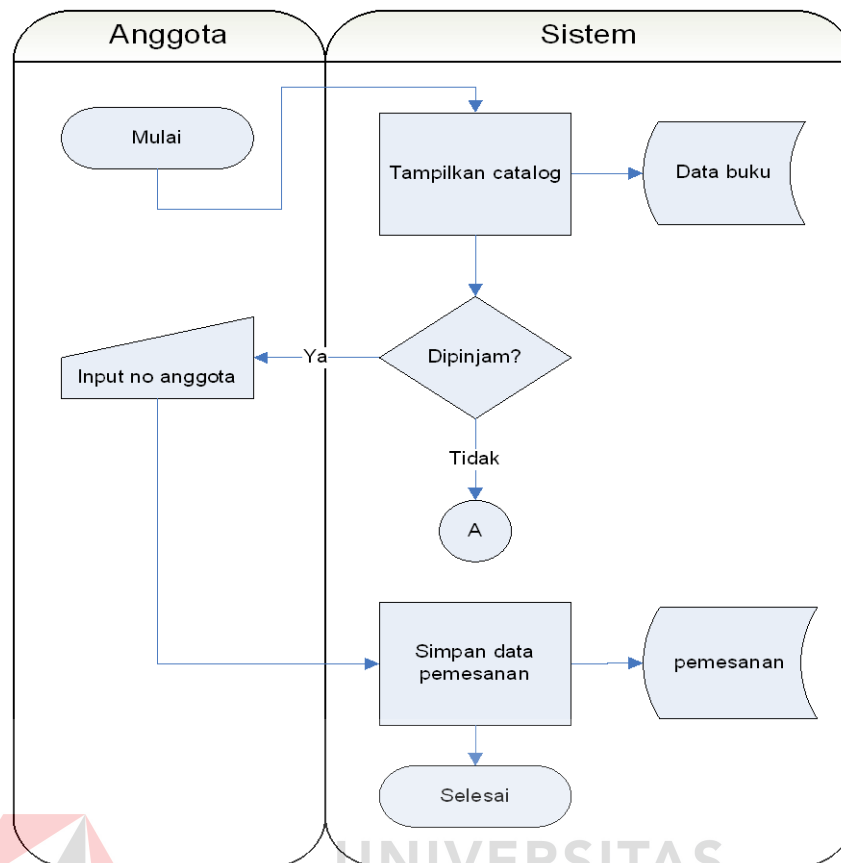 Anggota
Sistem
Mulai
Tampilkan catalog
Data buku
Dipinjam?
Ya
Input no anggota
Tidak
A
Simpan data
pemesanan
pemesanan
Selesai
UNIVERSITAS